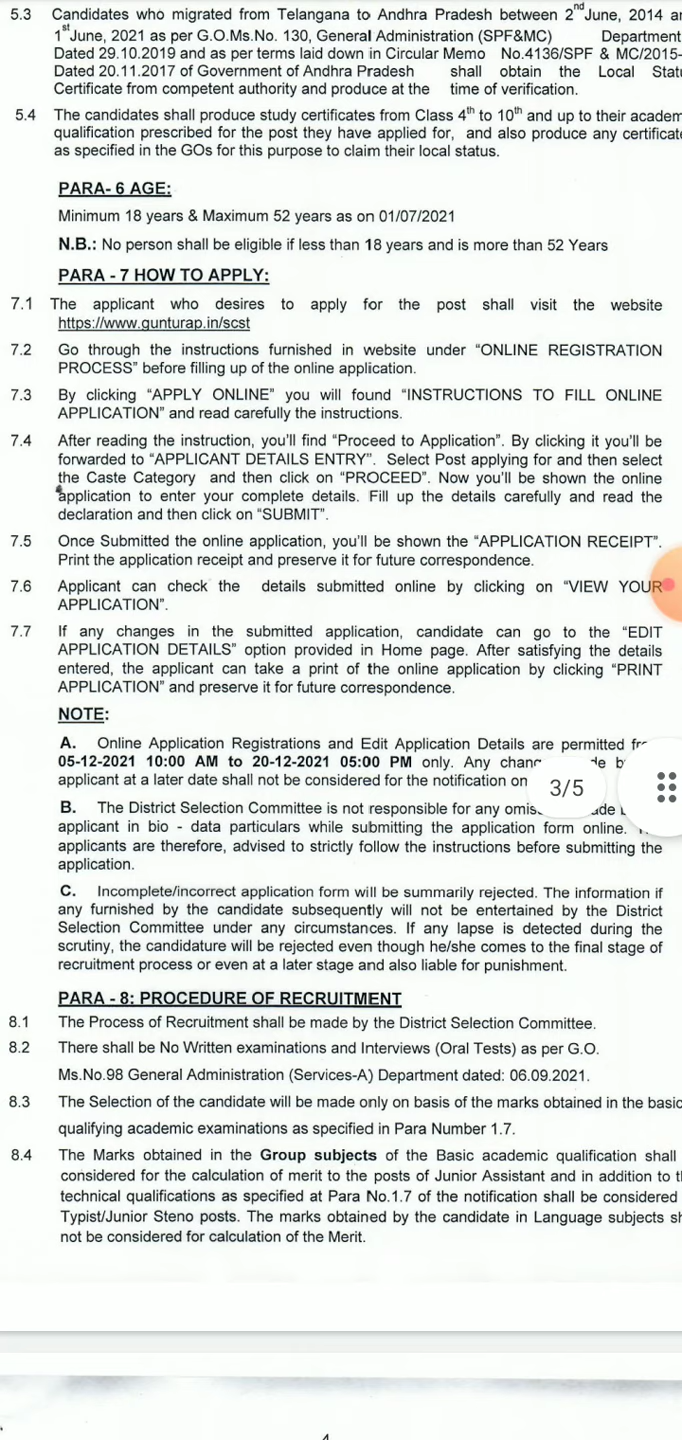 5.3 Candidates who migrated from Telangana to Andhra Pradesh between 2nd June, 2014
1st June, 2021 as per G.O.Ms.No. 130, General Administration (SPF&MC) Department
Dated 29.10.2019 and as per terms laid down in Circular Memo No.4136/SPF & MC/2015-
Dated 20.11.2017 of Government of Andhra Pradesh shall obtain the Local
Certificate from competent authority and produce at the time of verification.
5.4 The candidates shall produce study certificates from Class 4th to 10th and up to their
qualification prescribed for the post they have applied for, and also produce any
as specified in the GOs for this purpose to claim their local status.
PARA- 6 AGE:
Minimum 18 years & Maximum 52 years as on 01/07/2021
N.B.: No person shall be eligible if less than 18 years and is more than 52 Years
PARA - 7 HOW TO APPLY:
7.1 The applicant who desires to apply for the post shall visit the website
https://www.gunturap.in/scst
7.2 Go through the instructions furnished in website under “ONLINE REGISTRATION
PROCESS” before filling up of the online application.
7.3 By clicking “APPLY ONLINE” you will found “INSTRUCTIONS TO FILL ONLINE
APPLICATION” and read carefully the instructions.
7.4 After reading the instruction, you’ll find “Proceed to Application”. By clicking it you’ll be
forwarded to “APPLICANT DETAILS ENTRY”. Select Post applying for and then select
the Caste Category and then click on “PROCEED”. Now you’ll be shown the online
application to enter your complete details. Fill up the details carefully and read the
declaration and then click on “SUBMIT”.
7.5 Once Submitted the online application, you’ll be shown the “APPLICATION RECEIPT”.
Print the application receipt and preserve it for future correspondence.
7.6 Applicant can check the details submitted online by clicking on “VIEW YOUR
APPLICATION”.
7.7 If any changes in the submitted application, candidate can go to the “EDIT
APPLICATION DETAILS” option provided in Home page. After satisfying the details
entered, the applicant can take a print of the online application by clicking “PRINT
APPLICATION” and preserve it for future correspondence.
NOTE:
A. Online Application Registrations and Edit Application Details are permitted
05-12-2021 10:00 AM to 20-12-2021 05:00 PM only. Any
applicant at a later date shall not be considered for the notification on
3/5
B. The District Selection Committee is not responsible for any
applicant in bio - data particulars while submitting the application form online.
applicants are therefore, advised to strictly follow the instructions before submitting the
application.
C. Incomplete/incorrect application form will be summarily rejected. The information if
any furnished by the candidate subsequently will not be entertained by the District
Selection Committee under any circumstances. If any lapse is detected during the
scrutiny, the candidature will be rejected even though he/she comes to the final stage of
recruitment process or even at a later stage and also liable for punishment.
PARA - 8: PROCEDURE OF RECRUITMENT
8.1 The Process of Recruitment shall be made by the District Selection Committee.
8.2 There shall be No Written examinations and Interviews (Oral Tests) as per G.O.
Ms.No.98 General Administration (Services-A) Department dated: 06.09.2021.
8.3 The Selection of the candidate will be made only on basis of the marks obtained in the basic
qualifying academic examinations as specified in Para Number 1.7.
8.4 The Marks obtained in the Group subjects of the Basic academic qualification shall
considered for the calculation of merit to the posts of Junior Assistant and in addition to
technical qualifications as specified at Para No.1.7 of the notification shall be considered
Typist/Junior Steno posts. The marks obtained by the candidate in Language subjects
not be considered for calculation of the Merit.